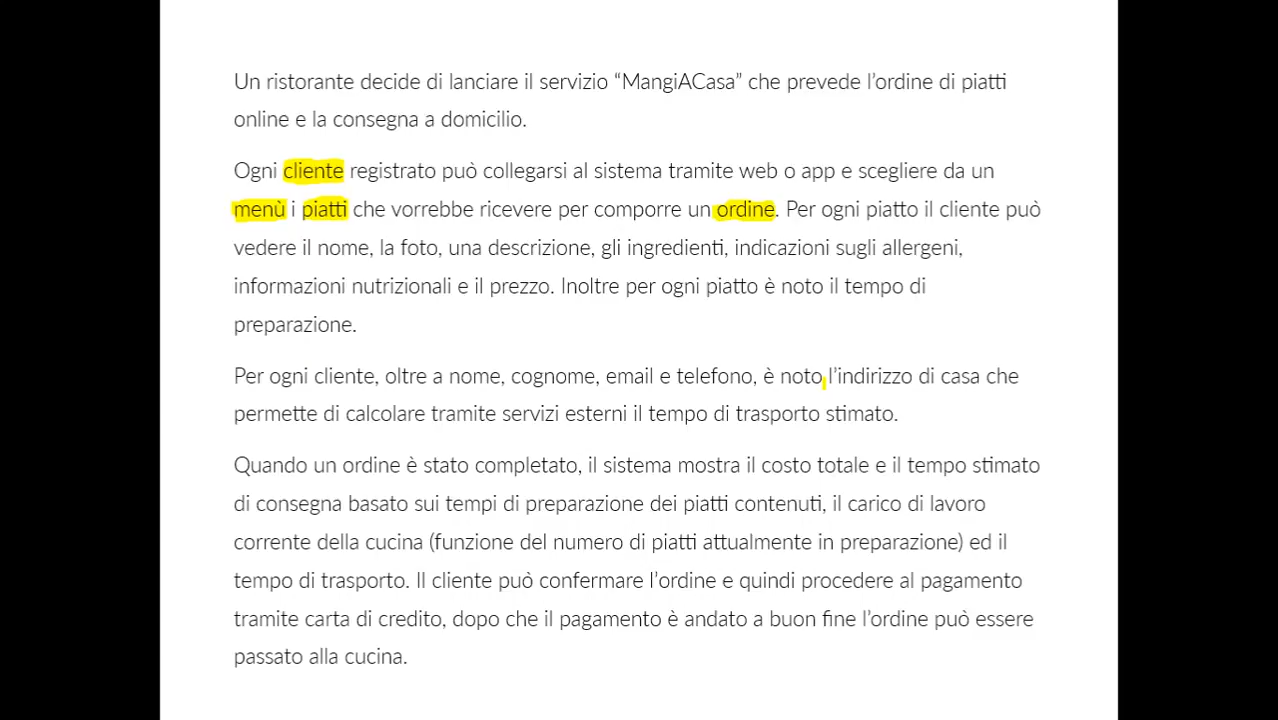 Un ristorante decide di lanciare il servizio “MangiACasa” che prevede l’ordine di piatti
online e la consegna a domicilio.
Ogni cliente registrato può collegarsi al sistema tramite web o app e scegliere da un
menù i piatti che vorrebbe ricevere per comporre un ordine. Per ogni piatto il cliente può
vedere il nome, la foto, una descrizione, gli ingredienti, indicazioni sugli allergeni,
informazioni nutrizionali e il prezzo. Inoltre per ogni piatto è noto il tempo di
preparazione.
Per ogni cliente, oltre a nome, cognome, email e telefono, è noto l’indirizzo di casa che
permette di calcolare tramite servizi esterni il tempo di trasporto stimato.
Quando un ordine è stato completato, il sistema mostra il costo totale e il tempo stimato
di consegna basato sui tempi di preparazione dei piatti contenuti, il carico di lavoro
corrente della cucina (funzione del numero di piatti attualmente in preparazione) ed il
tempo di trasporto. Il cliente può confermare l’ordine e quindi procedere al pagamento
tramite carta di credito, dopo che il pagamento è andato a buon fine l’ordine può essere
passato alla cucina.